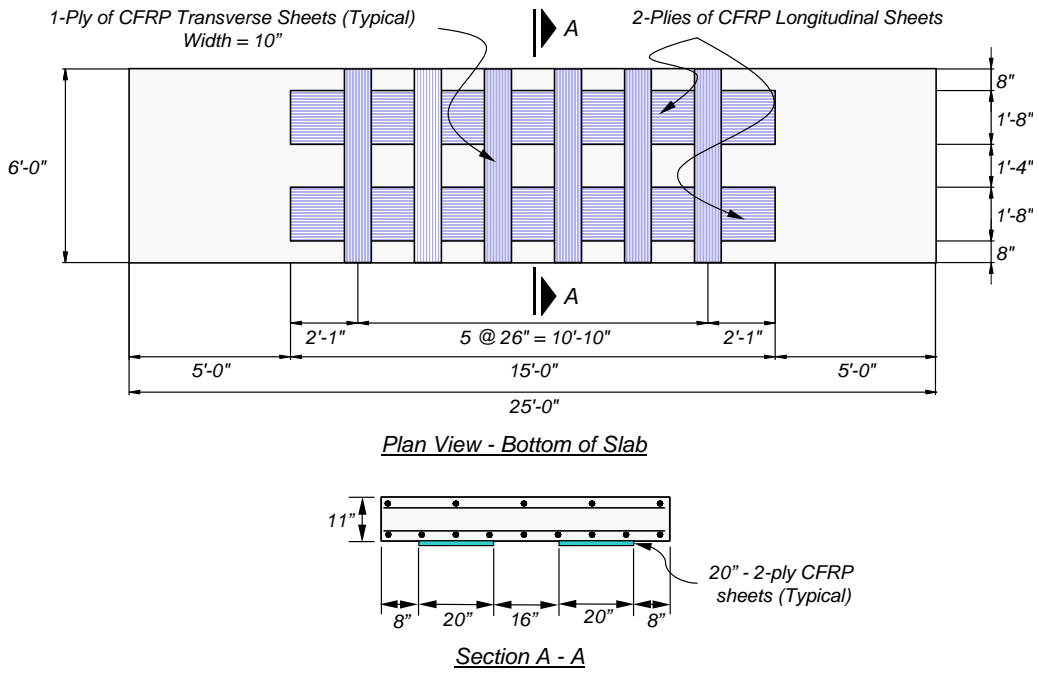 1-Ply of CFRP Transverse Sheets (Typical)
Width = 10”
A
2-Plies of CFRP Longitudinal Sheets
8"
1'-8"
6'-0"
1'-4"
1'-8"
8"
A
2'-1"
5 @ 26" = 10'-10"
2'-1"
5'-0"
15'-0"
5'-0"
25'-0"
Plan View - Bottom of Slab
11”
20” - 2-ply CFRP
sheets (Typical)
8”
20”
16”
20”
8”
Section A - A